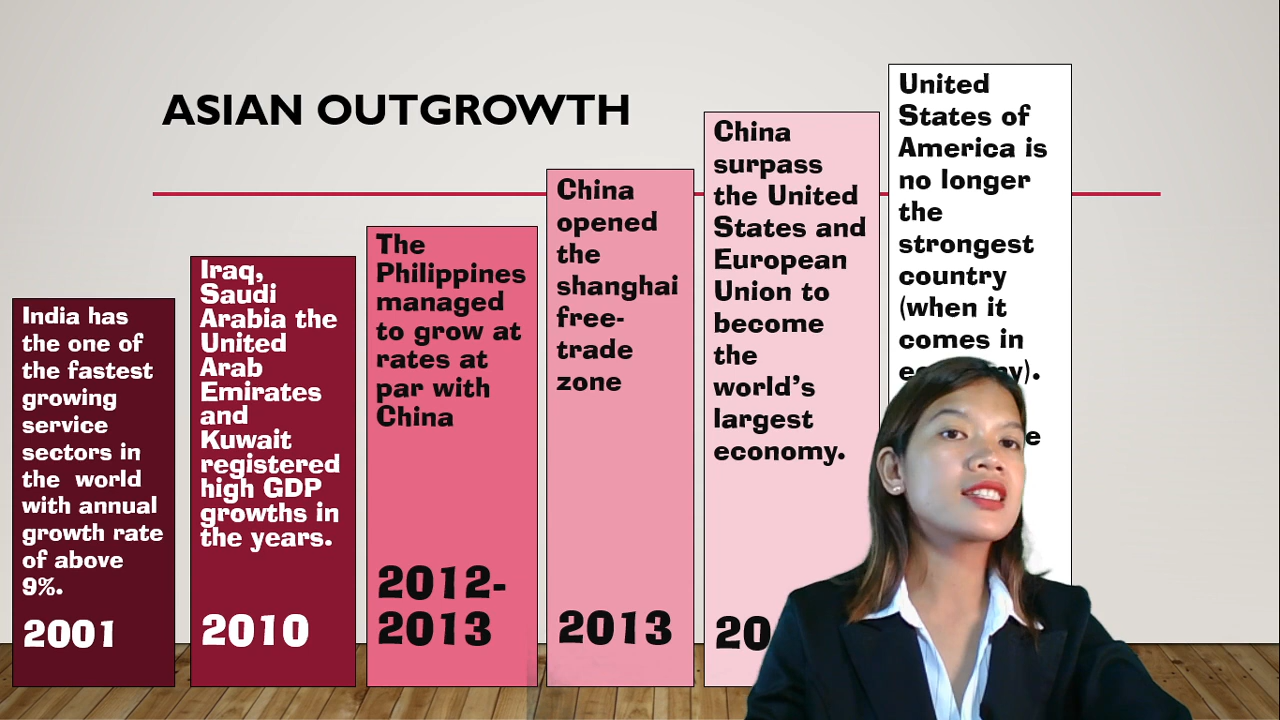 ASIAN OUTGROWTH
India has
the one of
the fastest
growing
service
sectors in
the world
with annual
growth rate
of above
9%.
2001
Iraq,
Saudi
Arabia the
United
Arab
Emirates
and
Kuwait
registered
high GDP
growths in
the years.
2010
The
Philippines
managed
to grow at
rates at
par with
China
2012-
2013
China
opened
the
shanghai
free-
trade
zone
2013
China
surpass
the United
States and
European
Union to
become
the
world's
largest
economy.
United
States of
America is
no longer
the
strongest
country
(when it
comes in